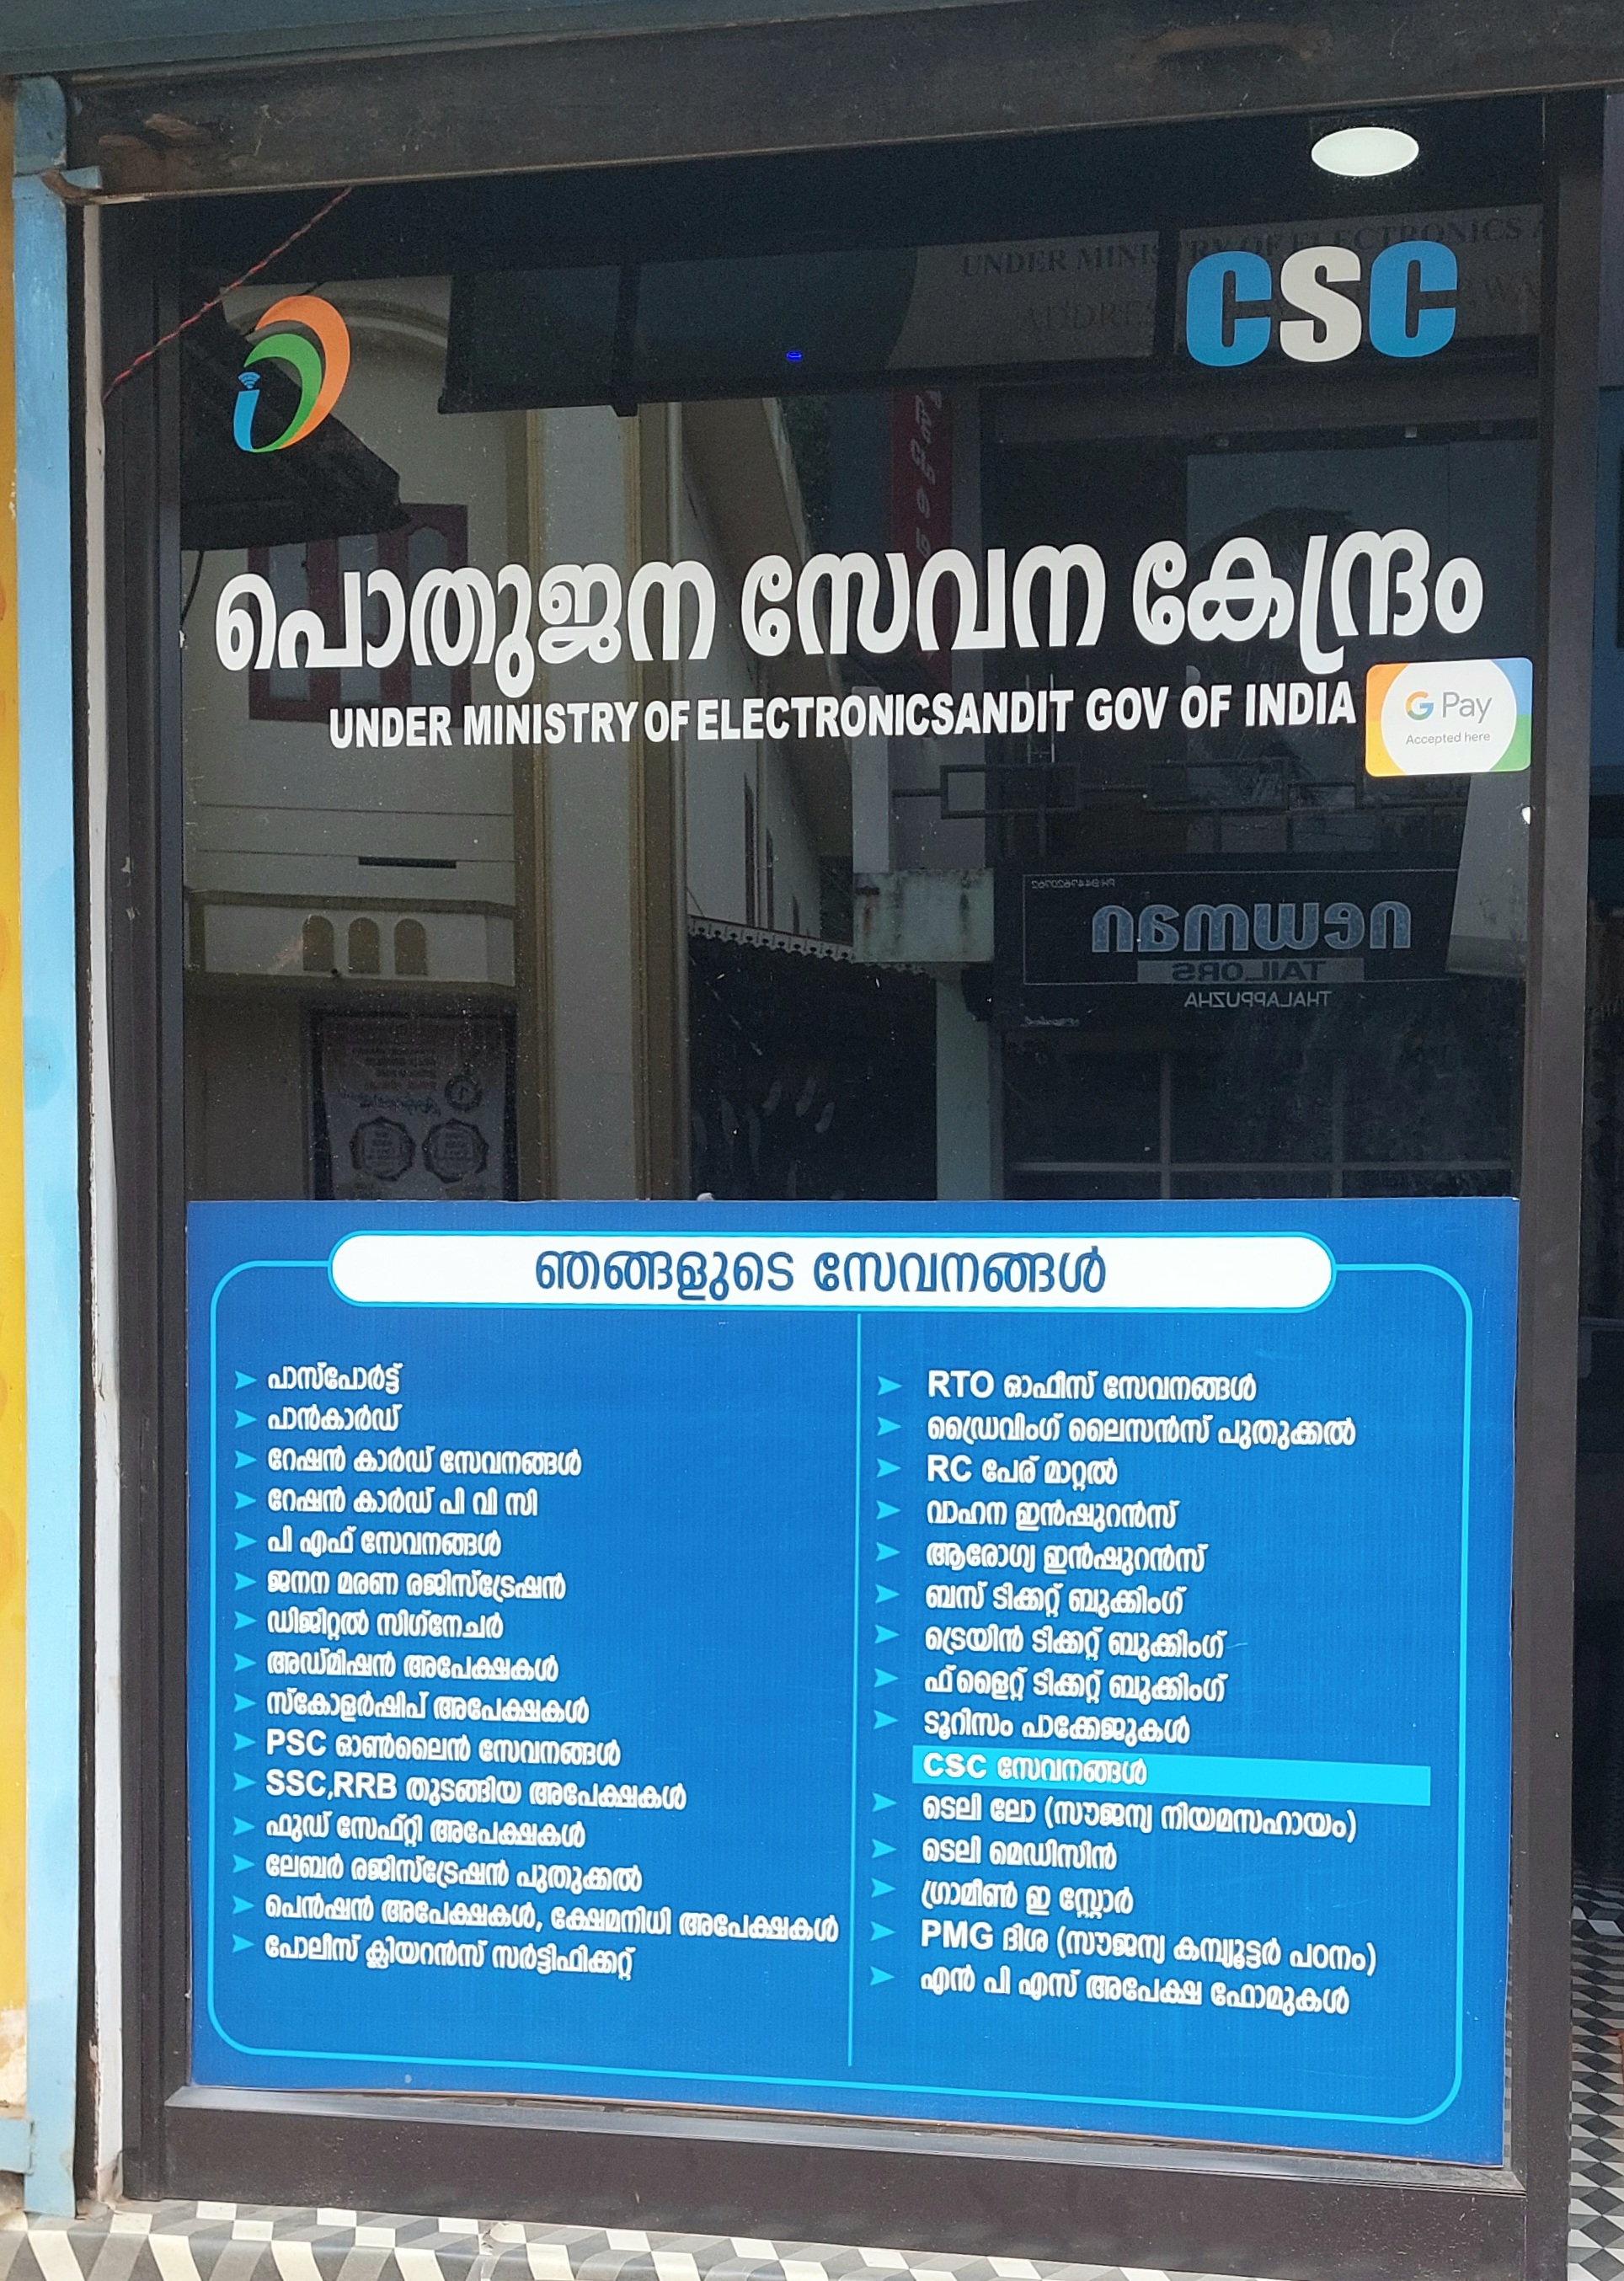 CSC
പൊതുജന സേവന കേന്ദ്രം
UNDER MINISTRY OF ELECTRONICSANDIT GOV OF INDIA
G Pay
Accepted here
PH:9447620762
newman
TAILORS
THALAPPUZHA
ഞങ്ങളുടെ സേവനങ്ങൾ
പാസ്പോർട്ട്
പാൻകാർഡ്
റേഷൻ കാർഡ് സേവനങ്ങൾ
റേഷൻ കാർഡ് പി വി സി
പി എഫ് സേവനങ്ങൾ
ജനന മരണ രജിസ്ട്രേഷൻ
ഡിജിറ്റൽ സിഗ്നേചർ
അഡ്മിഷൻ അപേക്ഷകൾ
സ്കോളർഷിപ് അപേക്ഷകൾ
PSC ഓൺലൈൻ സേവനങ്ങൾ
SSC,RRB തുടങ്ങിയ അപേക്ഷകൾ
ഫുഡ് സേഫ്റ്റി അപേക്ഷകൾ
ലേബർ രജിസ്ട്രേഷൻ പുതുക്കൽ
പെൻഷൻ അപേക്ഷകൾ, ക്ഷേമനിധി അപേക്ഷകൾ
പോലീസ് ക്ലിയറൻസ് സർട്ടിഫിക്കറ്റ്
RTO ഓഫീസ് സേവനങ്ങൾ
ഡ്രൈവിംഗ് ലൈസൻസ് പുതുക്കൽ
RC പേര് മാറ്റൽ
വാഹന ഇൻഷുറൻസ്
ആരോഗ്യ ഇൻഷുറൻസ്
ബസ് ടിക്കറ്റ് ബുക്കിംഗ്
ട്രെയിൻ ടിക്കറ്റ് ബുക്കിംഗ്
ഫ്ളൈറ്റ് ടിക്കറ്റ് ബുക്കിംഗ്
ടൂറിസം പാക്കേജുകൾ
CSC സേവനങ്ങൾ
ടെലി ലോ (സൗജന്യ നിയമസഹായം)
ടെലി മെഡിസിൻ
ഗ്രാമീൺ ഇ സ്റ്റോർ
PMG ദിശ (സൗജന്യ കമ്പ്യൂട്ടർ പഠനം)
എൻ പി എസ് അപേക്ഷ ഫോമുകൾ